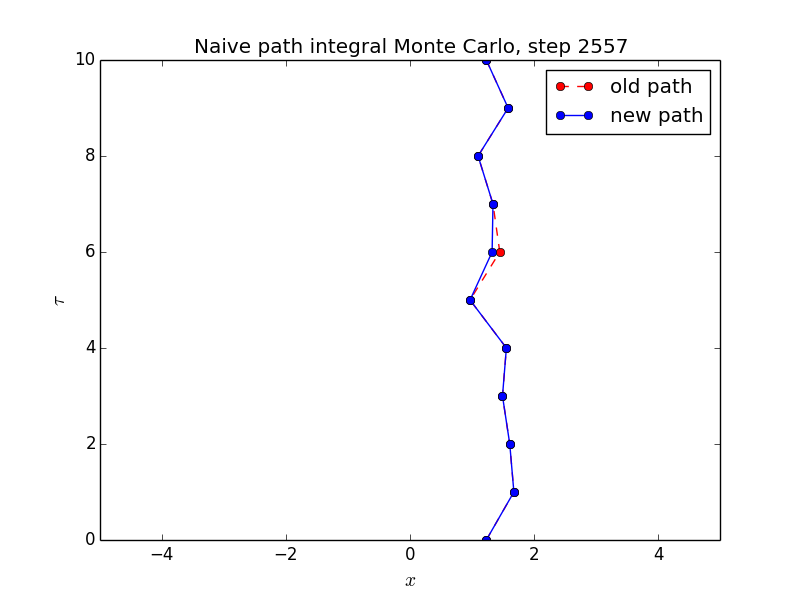 Naive path integral Monte Carlo, step 2557
old path
new path
10
8
6
4
2
0
τ
−4 −2 0 2 4
x